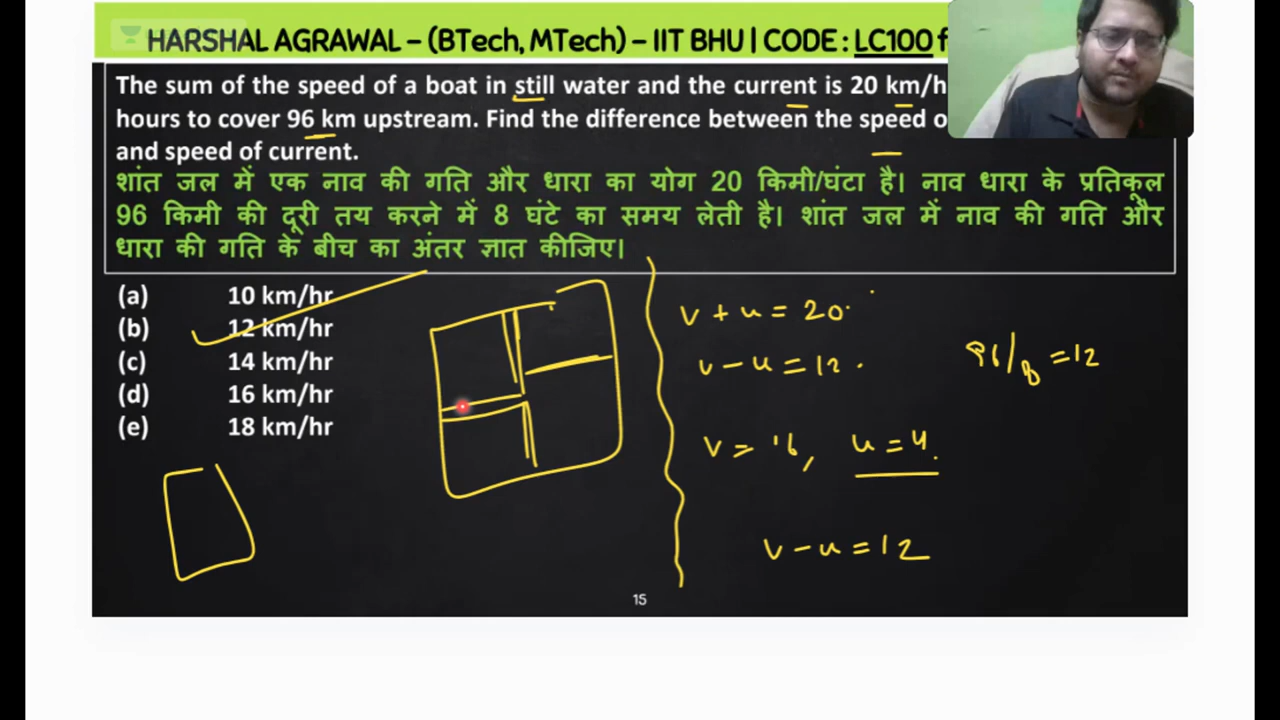 HARSHAL AGRAWAL – (BTech, MTech) – IIT BHU | CODE : LC100 f
The sum of the speed of a boat in still water and the current is 20 km/h
hours to cover 96 km upstream. Find the difference between the speed o
and speed of current.
शांत जल में एक नाव की गति और धारा का योग 20 किमी/घंटा है। नाव धारा के प्रतिकूल
96 किमी की दूरी तय करने में 8 घंटे का समय लेती है। शांत जल में नाव की गति और
धारा की गति के बीच का अंतर ज्ञात कीजिए।
(a) 10 km/hr
(b) 12 km/hr
(c) 14 km/hr
(d) 16 km/hr
(e) 18 km/hr
v + u = 20
v - u = 12
96/8 = 12
v = 16, u = 4
v - u = 12
15